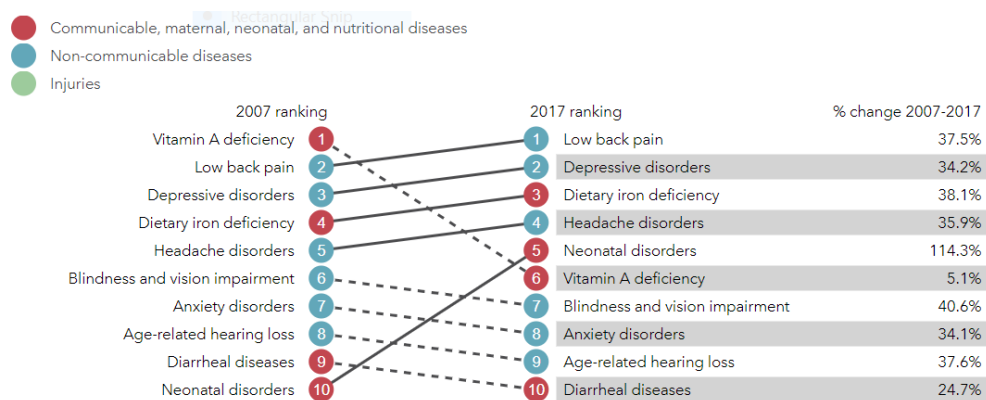 Rectangular Snip
Communicable, maternal, neonatal, and nutritional diseases
Non-communicable diseases
Injuries
2007 ranking 2017 ranking % change 2007-2017
Vitamin A deficiency 1 1 Low back pain 37.5%
Low back pain 2 2 Depressive disorders 34.2%
Depressive disorders 3 3 Dietary iron deficiency 38.1%
Dietary iron deficiency 4 4 Headache disorders 35.9%
Headache disorders 5 5 Neonatal disorders 114.3%
Blindness and vision impairment 6 6 Vitamin A deficiency 5.1%
Anxiety disorders 7 7 Blindness and vision impairment 40.6%
Age-related hearing loss 8 8 Anxiety disorders 34.1%
Diarrheal diseases 9 9 Age-related hearing loss 37.6%
Neonatal disorders 10 10 Diarrheal diseases 24.7%